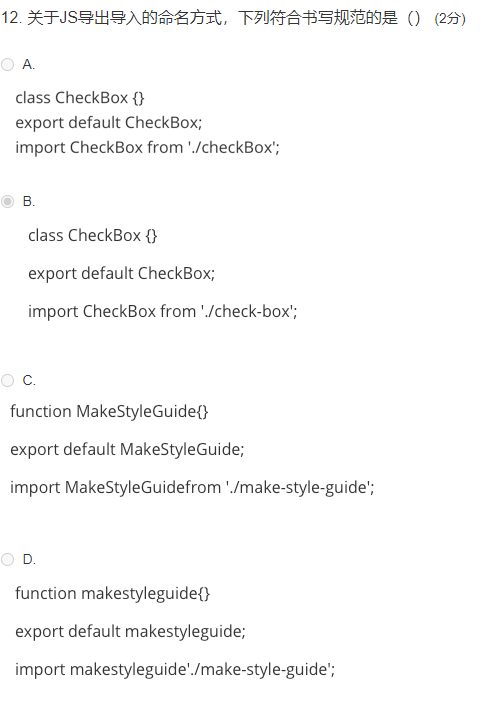 12. 关于JS导出导入的命名方式，下列符合书写规范的是（） (2分)
A.
class CheckBox {}
export default CheckBox;
import CheckBox from './checkBox';
B.
class CheckBox {}
export default CheckBox;
import CheckBox from './check-box';
C.
function MakeStyleGuide{}
export default MakeStyleGuide;
import MakeStyleGuidefrom './make-style-guide';
D.
function makestyleguide{}
export default makestyleguide;
import makestyleguide'./make-style-guide';